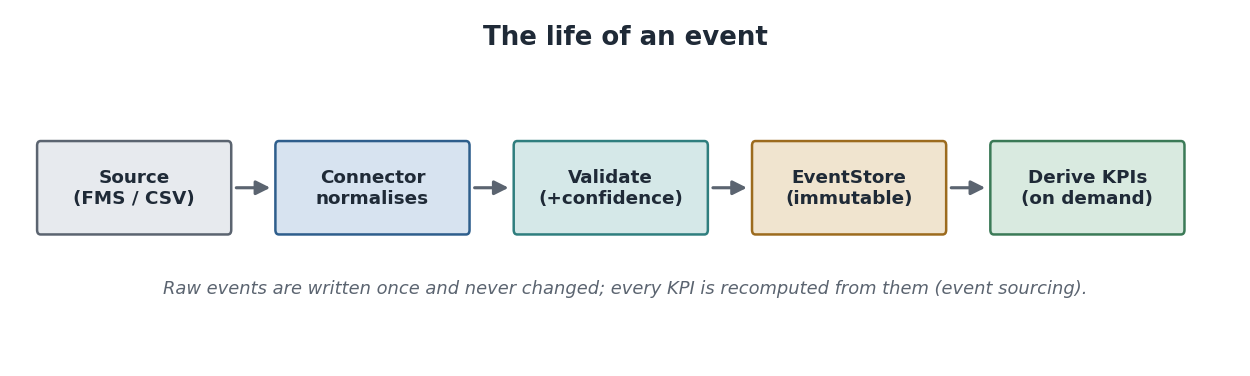 The life of an event
Source
(FMS / CSV)
Connector
normalises
Validate
(+confidence)
EventStore
(immutable)
Derive KPIs
(on demand)
Raw events are written once and never changed; every KPI is recomputed from them (event sourcing).